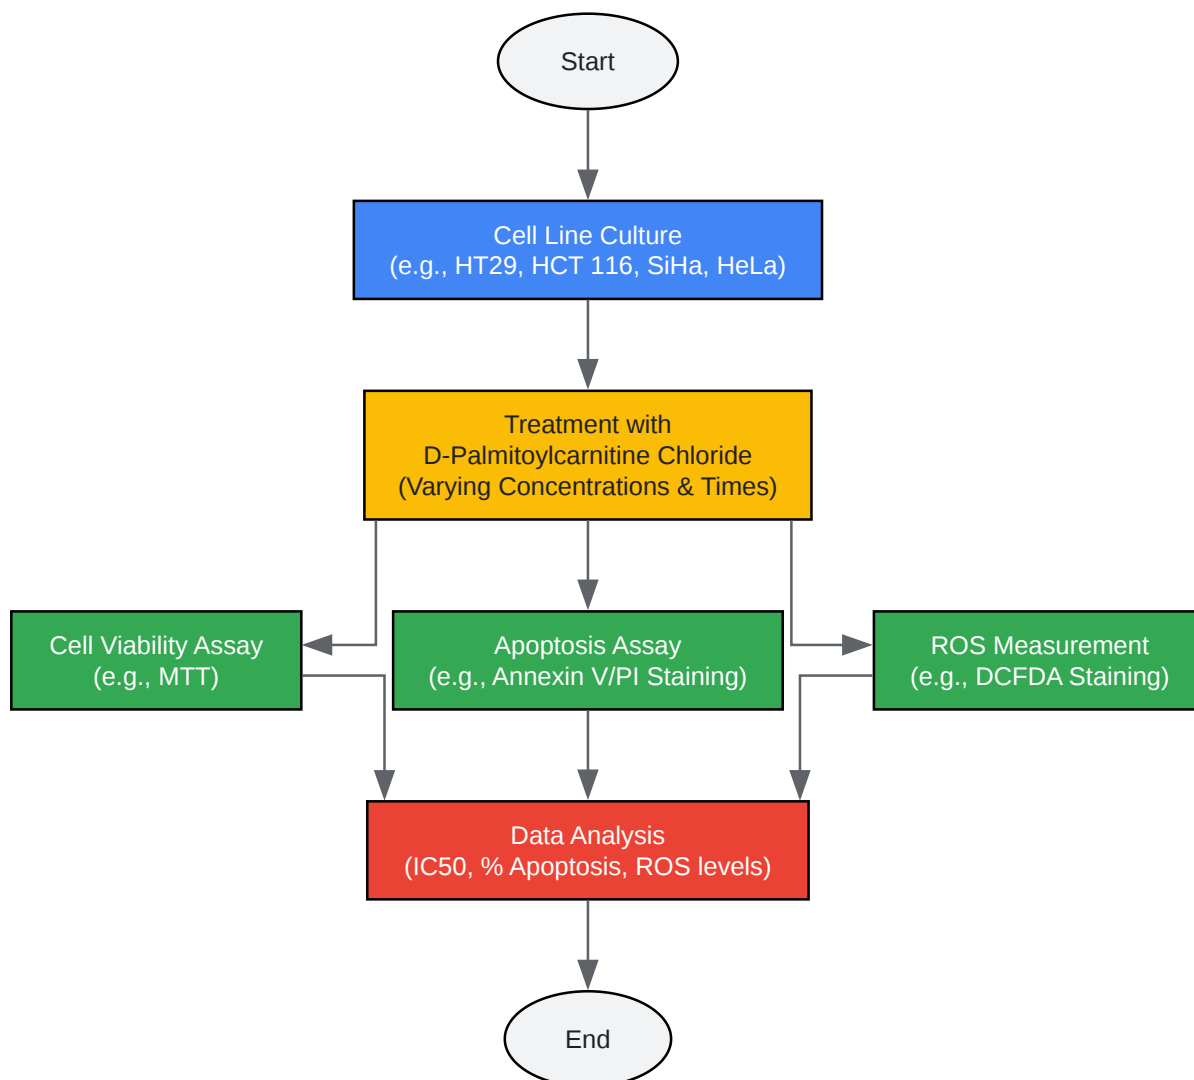 Start
Cell Line Culture
(e.g., HT29, HCT 116, SiHa, HeLa)
Treatment with
D-Palmitoylcarnitine Chloride
(Varying Concentrations & Times)
Cell Viability Assay
(e.g., MTT)
Apoptosis Assay
(e.g., Annexin V/PI Staining)
ROS Measurement
(e.g., DCFDA Staining)
Data Analysis
(IC50, % Apoptosis, ROS levels)
End